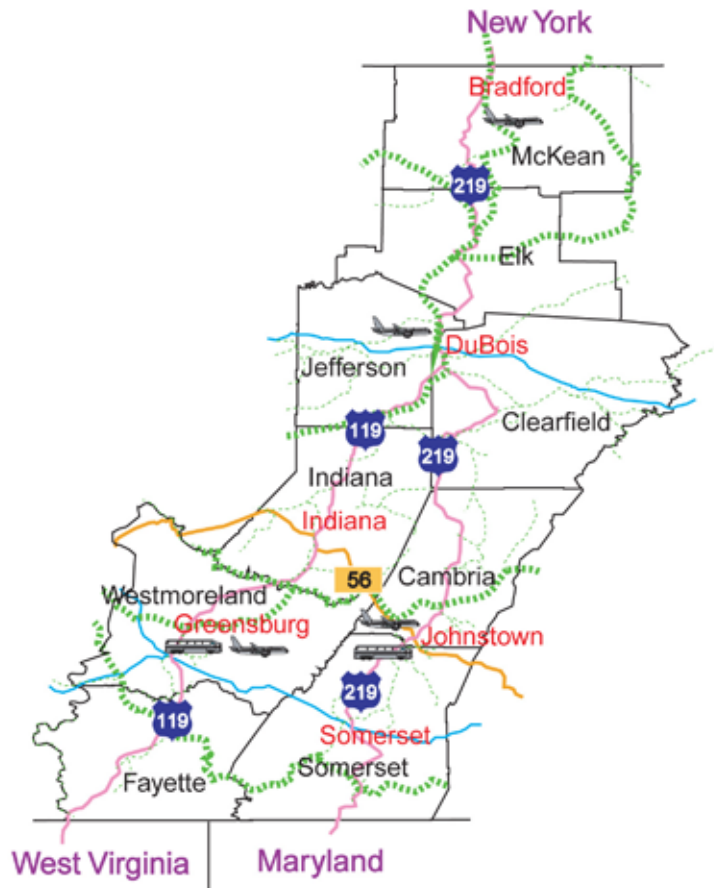 New York
Bradford
McKean
219
Elk
DuBois
Jefferson
Clearfield
119
219
Indiana
Indiana
56
Cambria
Westmoreland
Greensburg
Johnstown
219
119
Somerset
Somerset
Fayette
West Virginia
Maryland